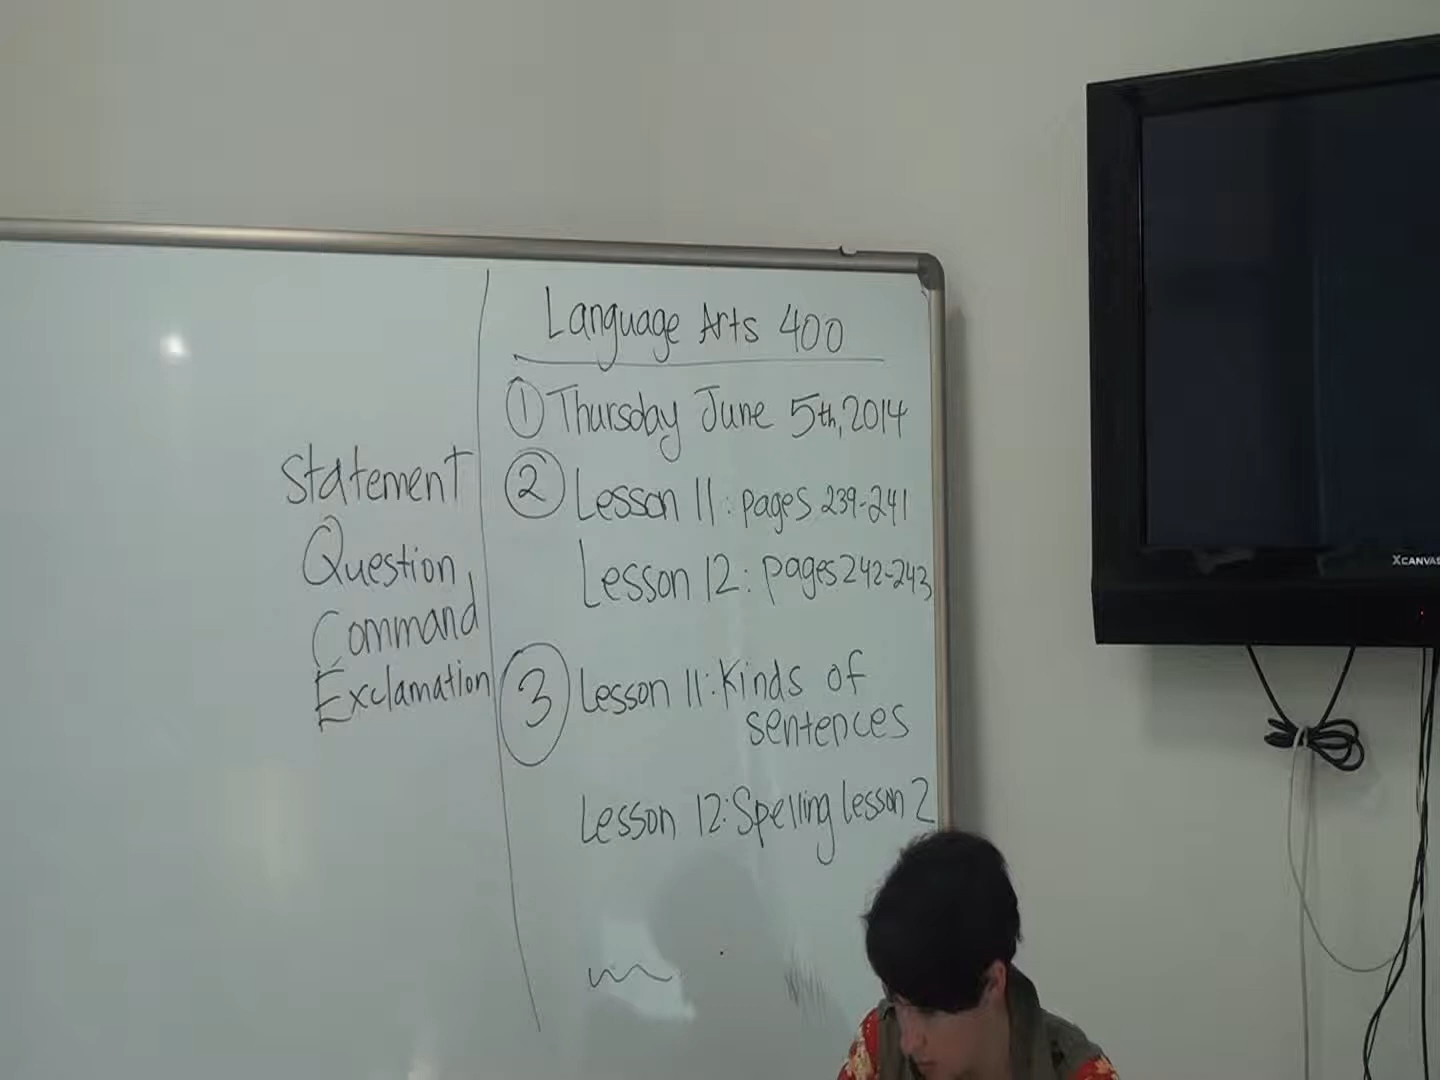 Language Arts 400
① Thursday June 5th, 2014
② Lesson 11: pages 239-241
Lesson 12: pages 242-243
③ Lesson 11: Kinds of
sentences
Lesson 12: Spelling lesson 2
Statement
Question
Command
Exclamation
XCANVAS